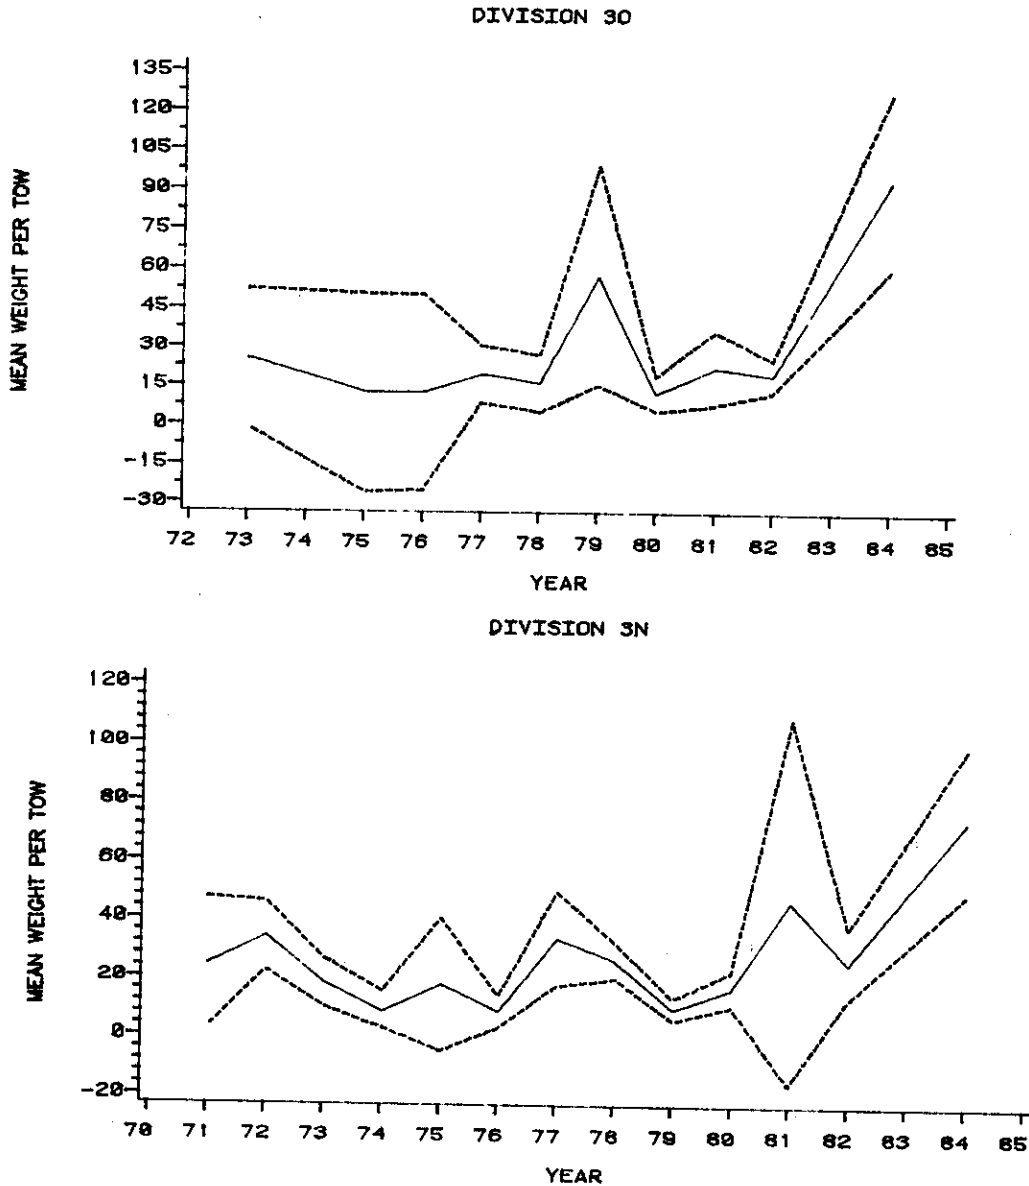 DIVISION 3O
135
120
105
90
75
60
45
30
15
0
-15
-30
MEAN WEIGHT PER TOW
72 73 74 75 76 77 78 79 80 81 82 83 84 85
YEAR
DIVISION 3N
120
100
80
60
40
20
0
-20
MEAN WEIGHT PER TOW
70 71 72 73 74 75 76 77 78 79 80 81 82 83 84 85
YEAR